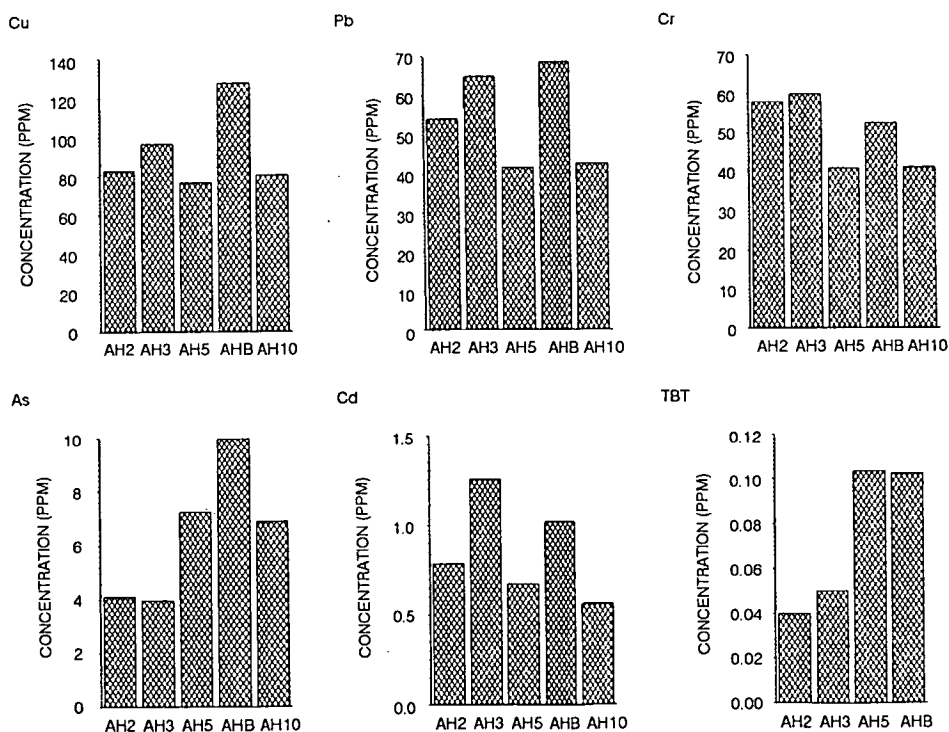 Cu
CONCENTRATION (PPM)
140
120
100
80
60
40
20
0
AH2 AH3 AH5 AHB AH10
Pb
CONCENTRATION (PPM)
70
60
50
40
30
20
10
0
AH2 AH3 AH5 AHB AH10
Cr
CONCENTRATION (PPM)
70
60
50
40
30
20
10
0
AH2 AH3 AH5 AHB AH10
As
CONCENTRATION (PPM)
10
8
6
4
2
0
AH2 AH3 AH5 AHB AH10
Cd
CONCENTRATION (PPM)
1.5
1.0
0.5
0.0
AH2 AH3 AH5 AHB AH10
TBT
CONCENTRATION (PPM)
0.12
0.10
0.08
0.06
0.04
0.02
0.00
AH2 AH3 AH5 AHB